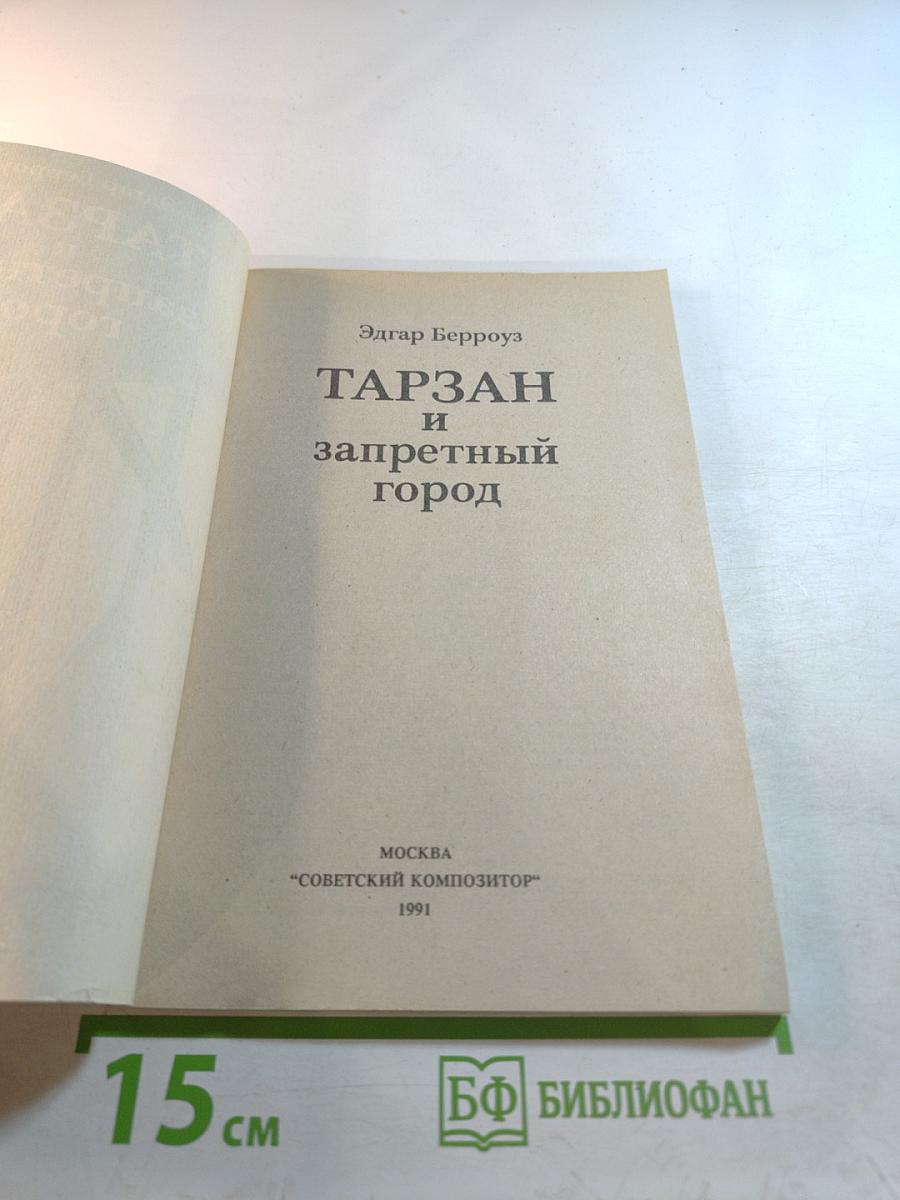 Эдгар Берроуз
ТАРЗАН
и
запретный
город
МОСКВА
"СОВЕТСКИЙ КОМПОЗИТОР"
1991
15 см
БФ БИБЛИОФАН